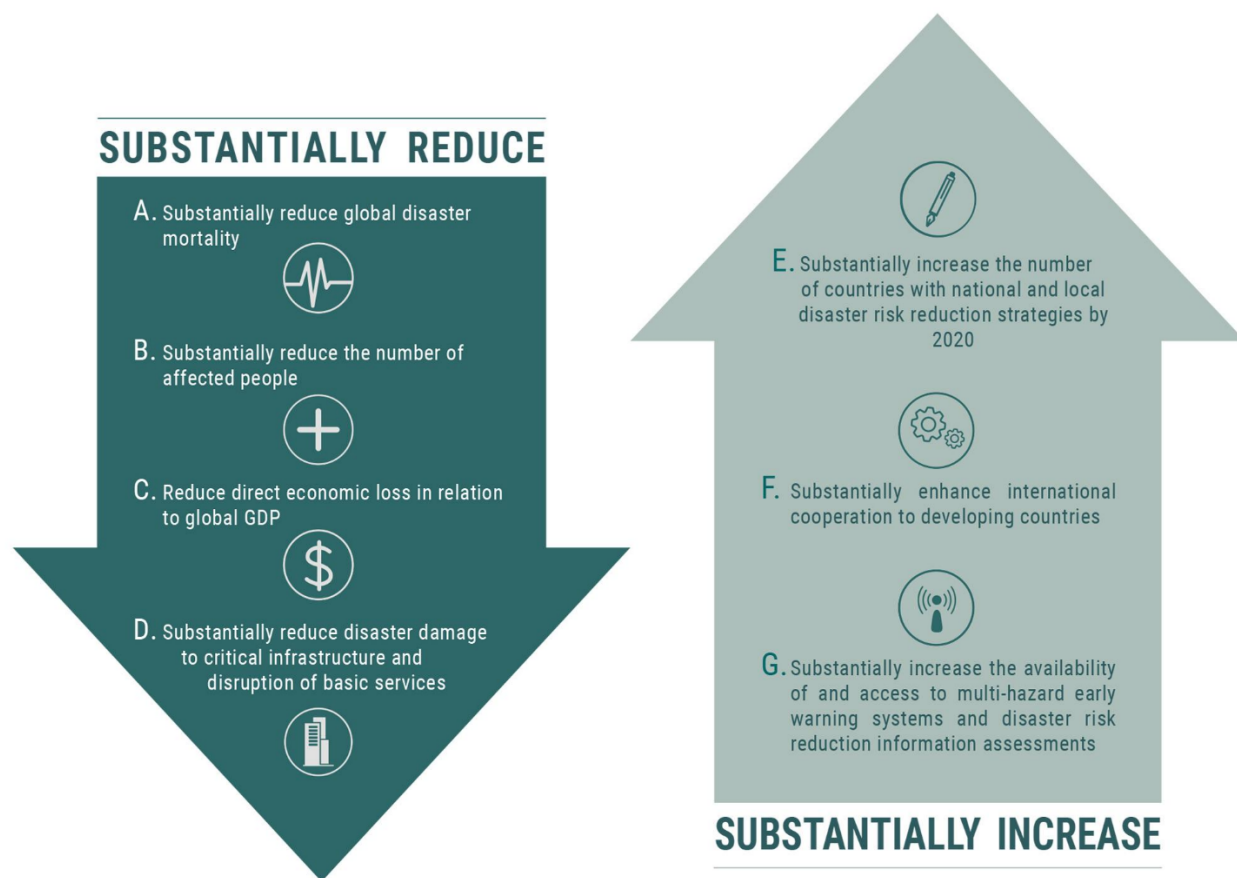 SUBSTANTIALLY REDUCE
A. Substantially reduce global disaster
mortality
B. Substantially reduce the number of
affected people
C. Reduce direct economic loss in relation
to global GDP
D. Substantially reduce disaster damage
to critical infrastructure and
disruption of basic services
E. Substantially increase the number
of countries with national and local
disaster risk reduction strategies by
2020
F. Substantially enhance international
cooperation to developing countries
G. Substantially increase the availability
of and access to multi-hazard early
warning systems and disaster risk
reduction information assessments
SUBSTANTIALLY INCREASE